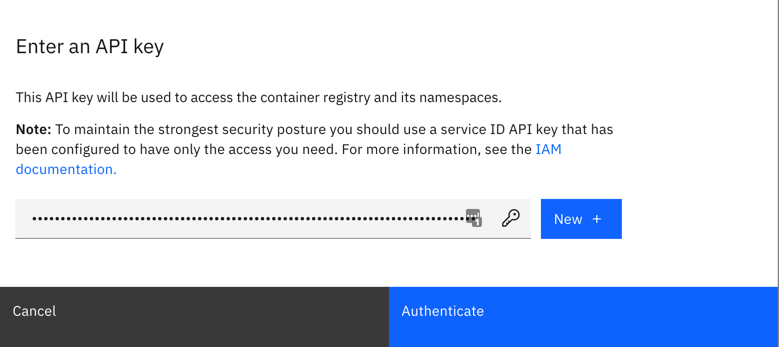 Enter an API key
This API key will be used to access the container registry and its namespaces.
Note: To maintain the strongest security posture you should use a service ID API key that has
been configured to have only the access you need. For more information, see the IAM
documentation.
New +
Cancel
Authenticate